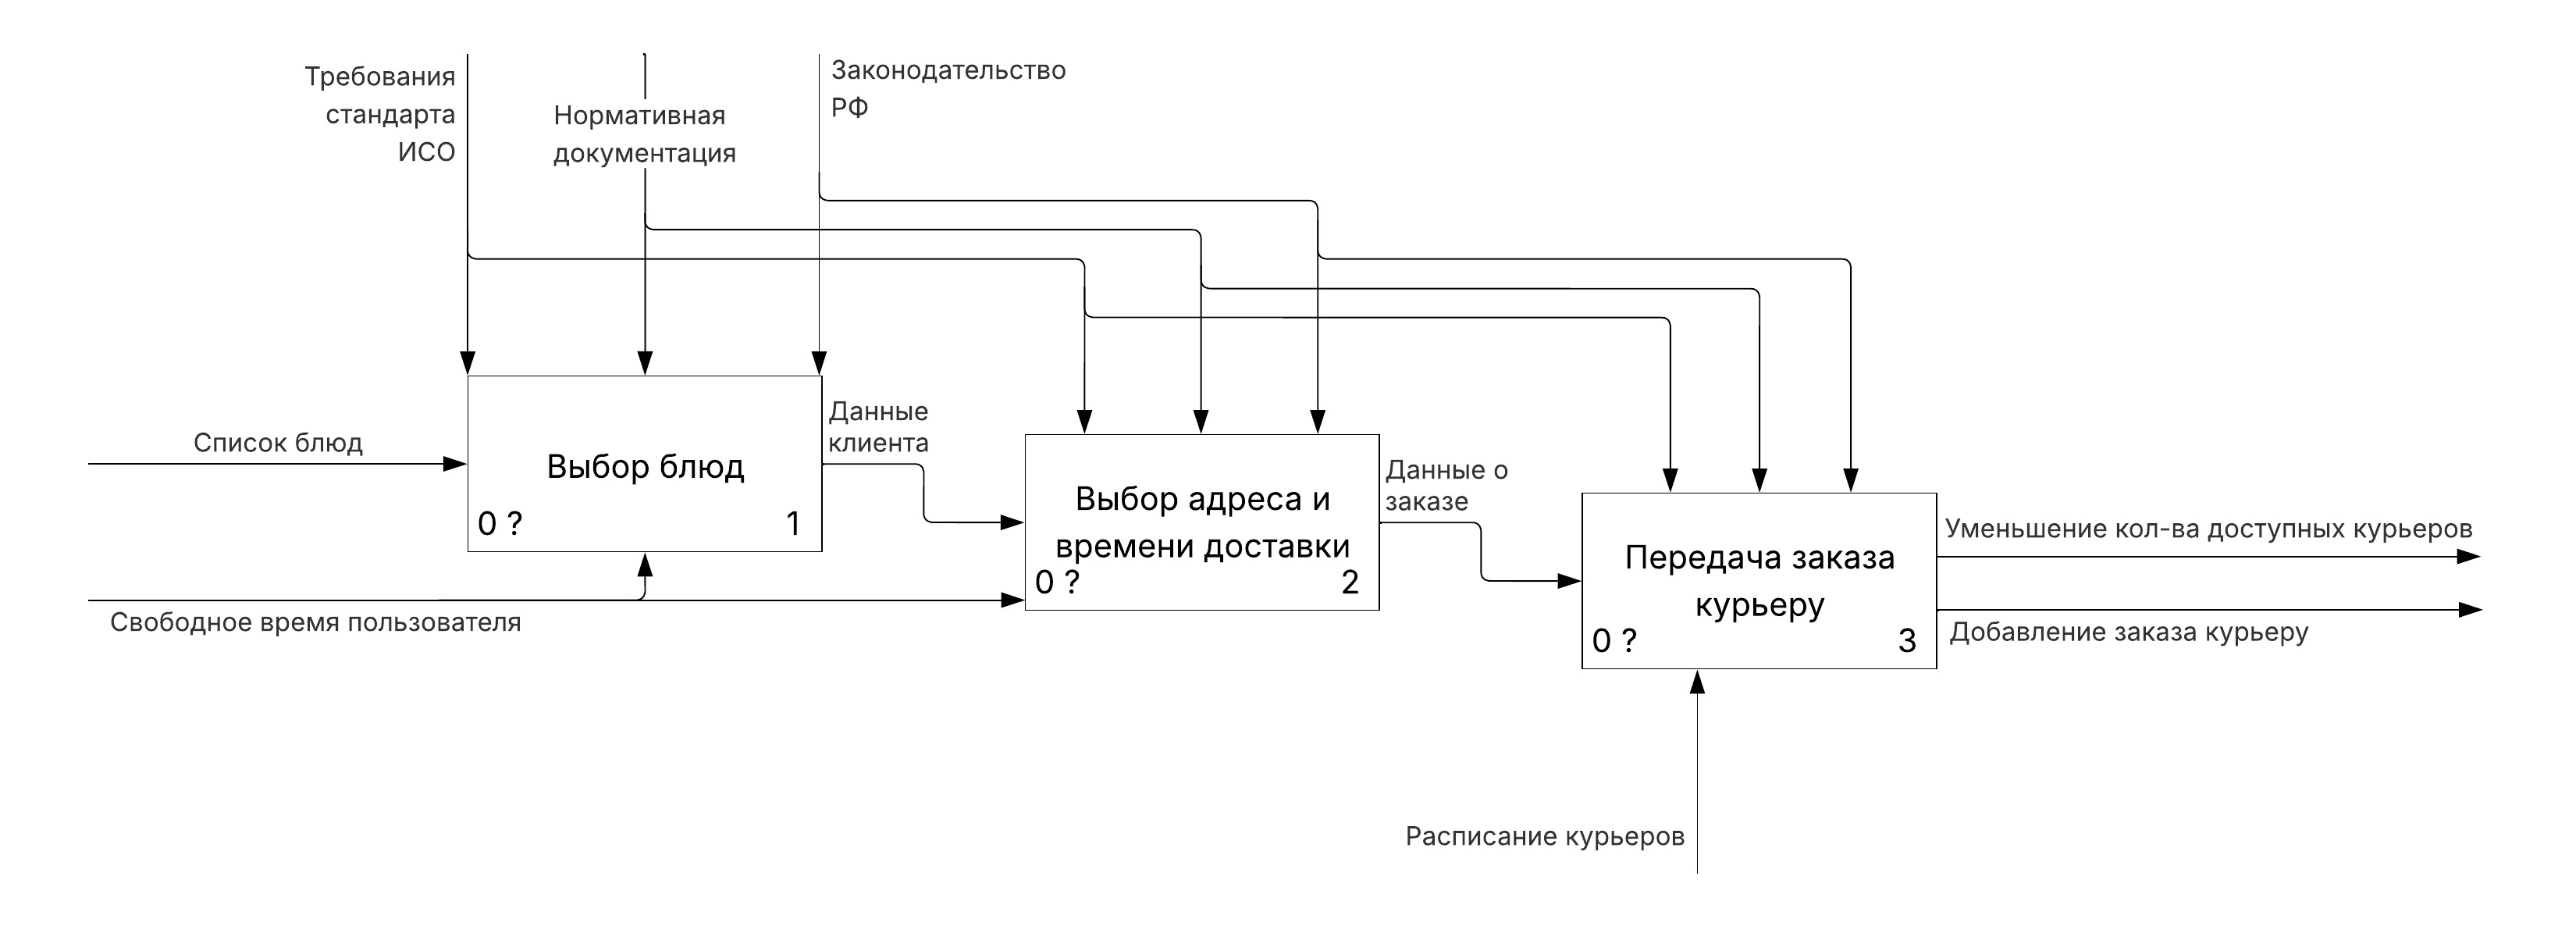 Требования
стандарта
ИСО
Нормативная
документация
Законодательство
РФ
Список блюд
Выбор блюд
0 ?
1
Данные
клиента
Свободное время пользователя
Выбор адреса и
времени доставки
0 ?
2
Данные о
заказе
Передача заказа
курьеру
0 ?
3
Уменьшение кол-ва доступных курьеров
Добавление заказа курьеру
Расписание курьеров